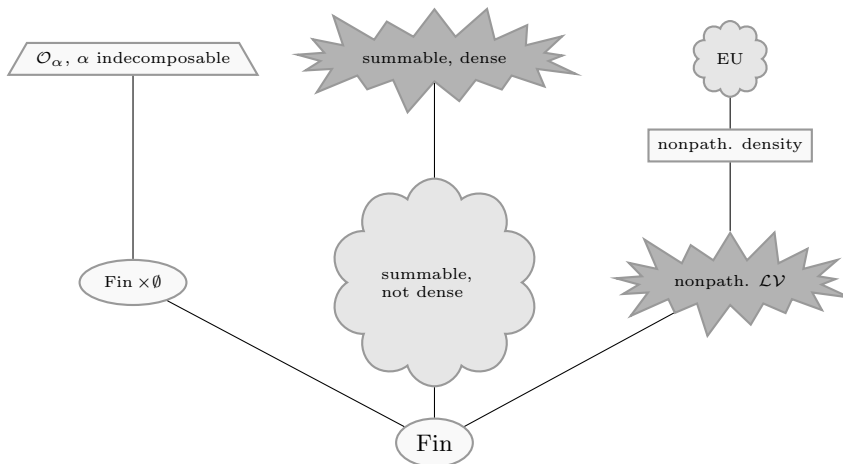 𝒪_α, α indecomposable
summable, dense
EU
nonpath. density
Fin ×∅
summable,
not dense
nonpath. ℒ𝒱
Fin